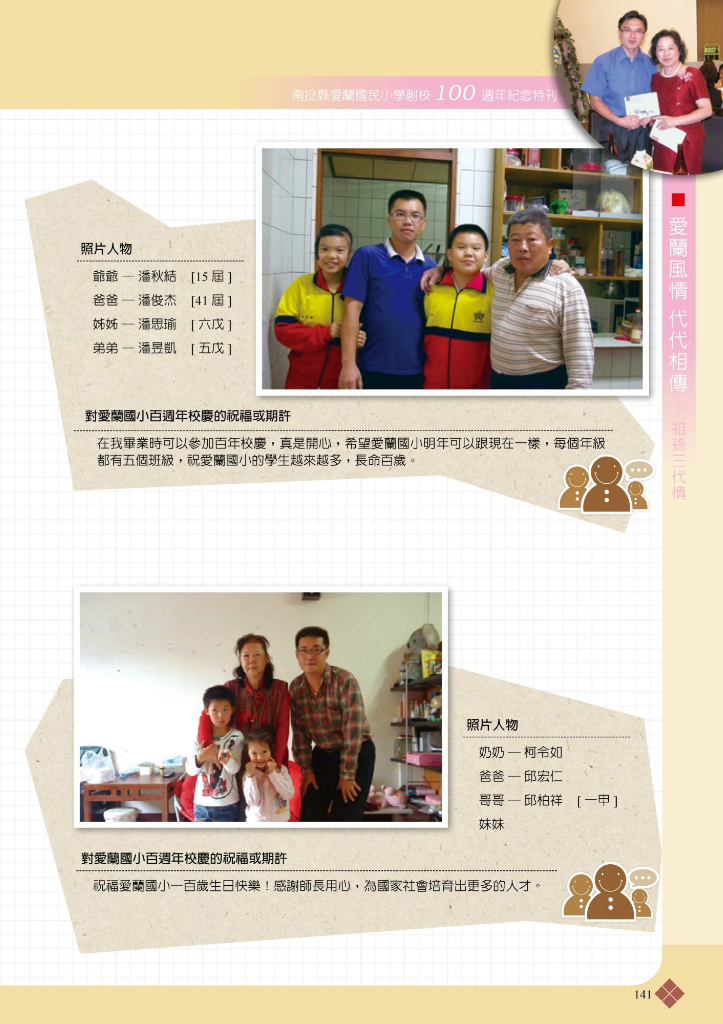 南投縣愛蘭國民小學創校 100 週年紀念特刊
愛蘭風情 代代相傳
祖孫三代情
照片人物
爺爺 — 潘秋結 [15 屆]
爸爸 — 潘俊杰 [41 屆]
姊姊 — 潘思瑜 [ 六戊 ]
弟弟 — 潘昱凱 [ 五戊 ]
對愛蘭國小百週年校慶的祝福或期許
在我畢業時可以參加百年校慶，真是開心，希望愛蘭國小明年可以跟現在一樣，每個年級
都有五個班級，祝愛蘭國小的學生越來越多，長命百歲。
照片人物
奶奶 — 柯令如
爸爸 — 邱宏仁
哥哥 — 邱柏祥 [ 一甲 ]
妹妹
對愛蘭國小百週年校慶的祝福或期許
祝福愛蘭國小一百歲生日快樂！感謝師長用心，為國家社會培育出更多的人才。
141